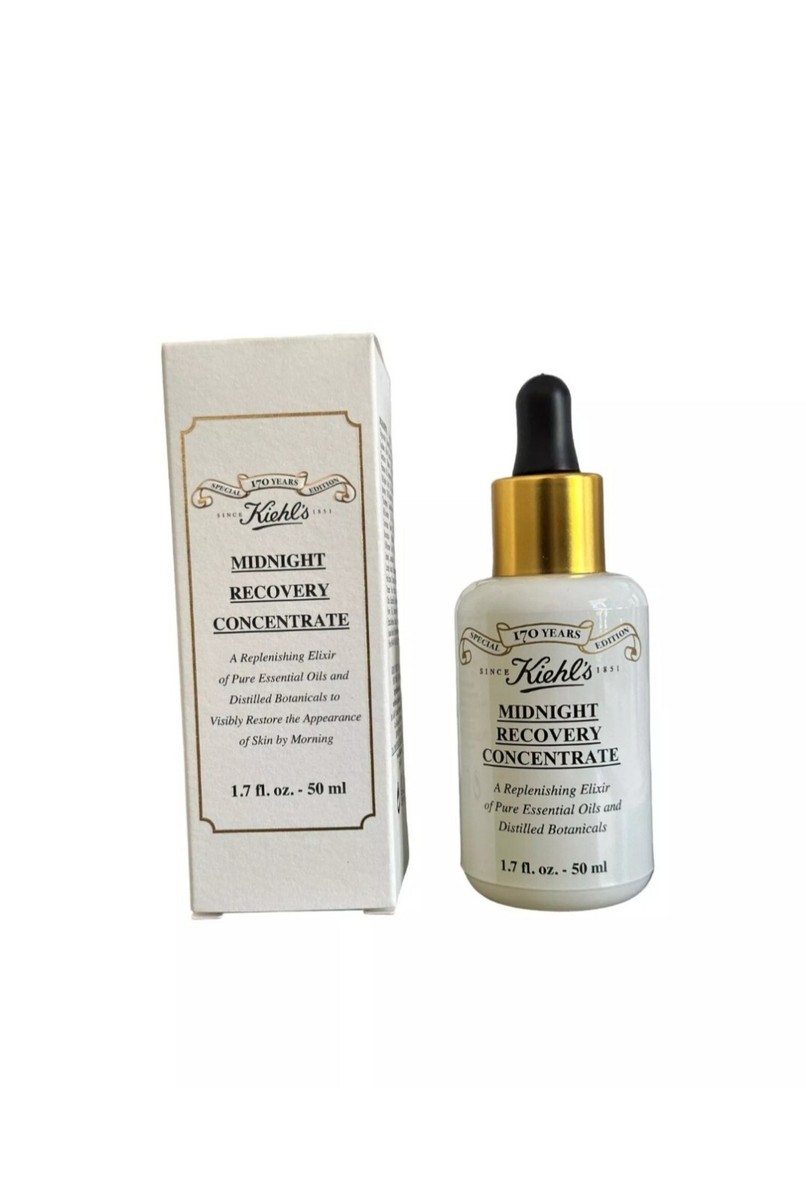 SPECIAL 170 YEARS EDITION
SINCE Kiehl's 1851
MIDNIGHT
RECOVERY
CONCENTRATE
A Replenishing Elixir
of Pure Essential Oils and
Distilled Botanicals to
Visibly Restore the Appearance
of Skin by Morning
1.7 fl. oz. - 50 ml
SPECIAL 170 YEARS EDITION
SINCE Kiehl's 1851
MIDNIGHT
RECOVERY
CONCENTRATE
A Replenishing Elixir
of Pure Essential Oils and
Distilled Botanicals
1.7 fl. oz. - 50 ml